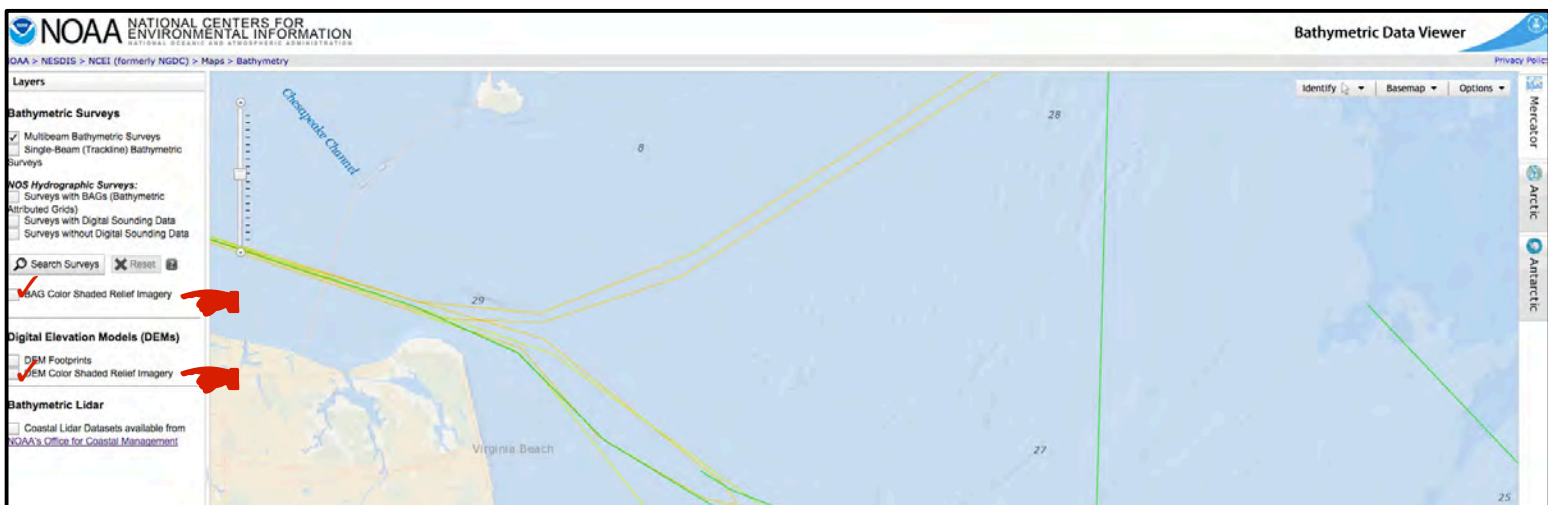 NOAA
NATIONAL CENTERS FOR
ENVIRONMENTAL INFORMATION
NATIONAL OCEANIC AND ATMOSPHERIC ADMINISTRATION
Bathymetric Data Viewer
NOAA > NESDIS > NCEI (formerly NGDC) > Maps > Bathymetry
Privacy Policy
Layers
Bathymetric Surveys
Multibeam Bathymetric Surveys
Single-Beam (Trackline) Bathymetric
Surveys
NOS Hydrographic Surveys:
Surveys with BAGs (Bathymetric
Attributed Grids)
Surveys with Digital Sounding Data
Surveys without Digital Sounding Data
Search Surveys
Reset
?
BAG Color Shaded Relief Imagery
Digital Elevation Models (DEMs)
DEM Footprints
DEM Color Shaded Relief Imagery
Bathymetric Lidar
Coastal Lidar Datasets available from
NOAA's Office for Coastal Management
Chesapeake Channel
8
28
29
Virginia Beach
27
25
Identify
Basemap
Options
Mercator
Arctic
Antarctic